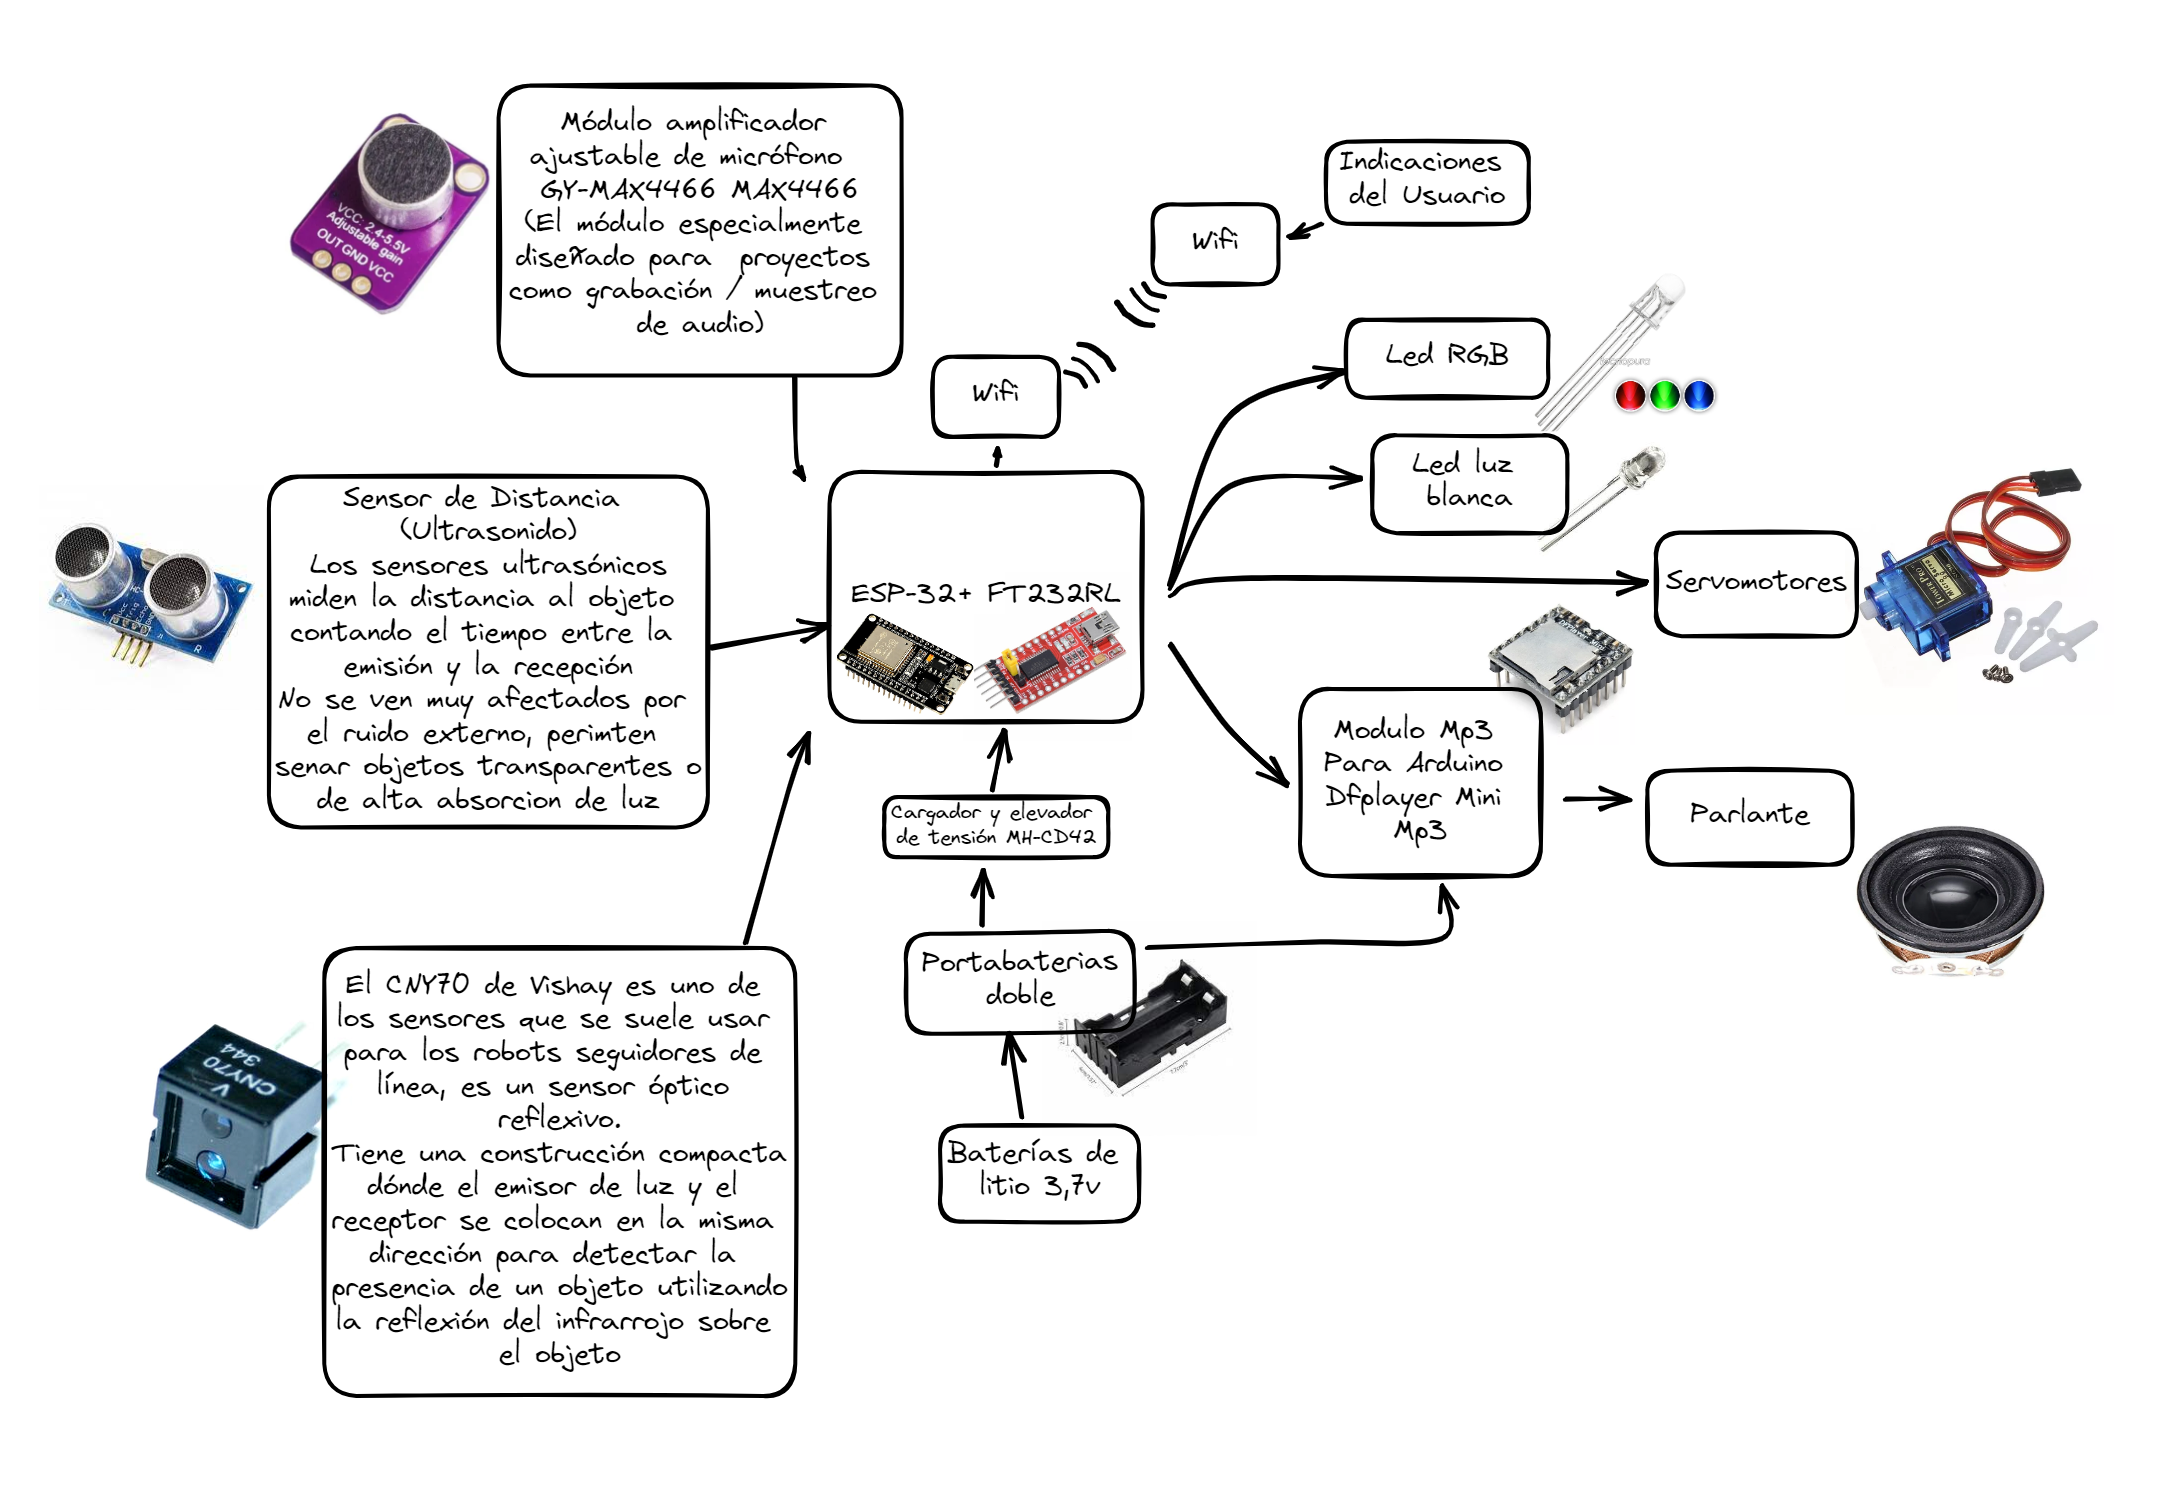 Módulo amplificador
ajustable de micrófono
GY-MAX4466 MAX4466
(El módulo especialmente
diseñado para proyectos
como grabación / muestreo
de audio)
VCC: 2.4-5.5V
Adjustable gain
OUT GND VCC
Indicaciones
del Usuario
Wifi
Wifi
Led RGB
Led luz
blanca
Sensor de Distancia
(Ultrasonido)
Los sensores ultrasónicos
miden la distancia al objeto
contando el tiempo entre la
emisión y la recepción
No se ven muy afectados por
el ruido externo, perimten
senar objetos transparentes o
de alta absorcion de luz
Vcc
Trig
Echo
R
ESP-32+ FT232RL
Servomotores
Tower Pro
Micro Servo
Modulo Mp3
Para Arduino
Dfplayer Mini
Mp3
Parlante
Cargador y elevador
de tensión MH-CD42
Portabaterias
doble
Baterías de
litio 3,7v
El CNY70 de Vishay es uno de
los sensores que se suele usar
para los robots seguidores de
línea, es un sensor óptico
reflexivo.
Tiene una construcción compacta
dónde el emisor de luz y el
receptor se colocan en la misma
dirección para detectar la
presencia de un objeto utilizando
la reflexión del infrarrojo sobre
el objeto
V
CNY70
344